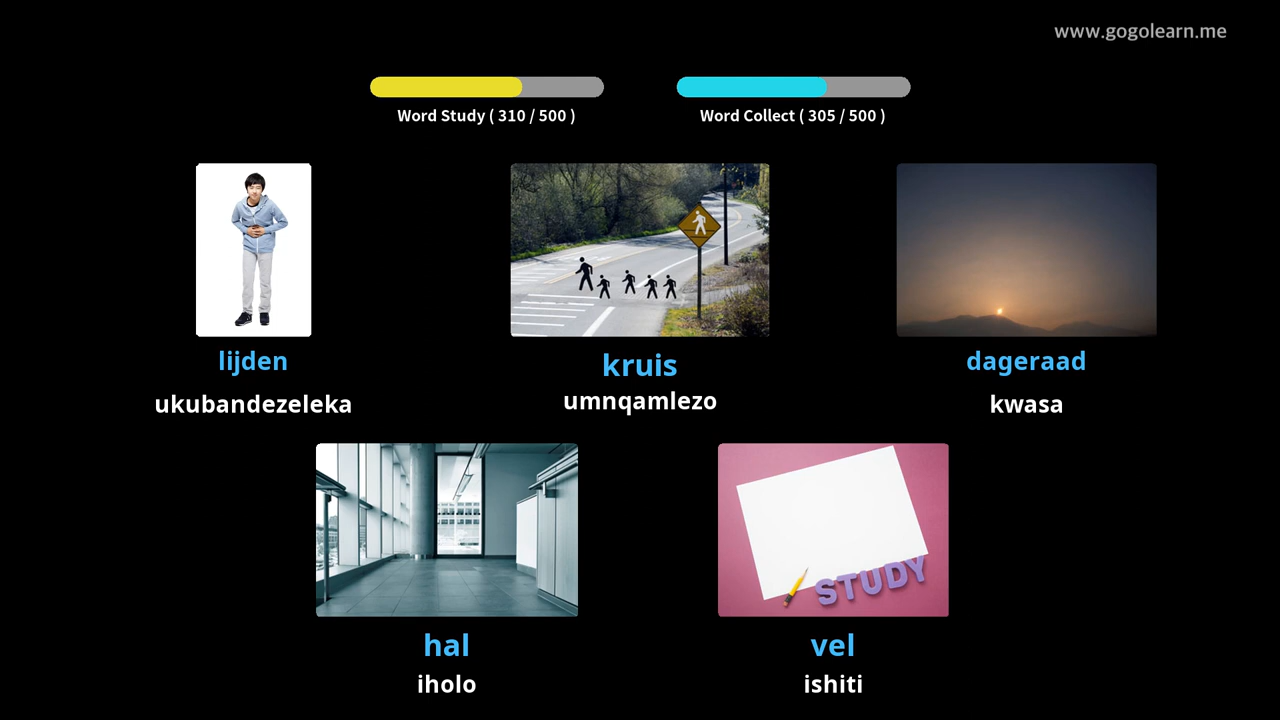 www.gogolearn.me
Word Study ( 310 / 500 )
Word Collect ( 305 / 500 )
lijden
ukubandezeleka
kruis
umnqamlezo
dageraad
kwasa
STUDY
hal
iholo
vel
ishiti